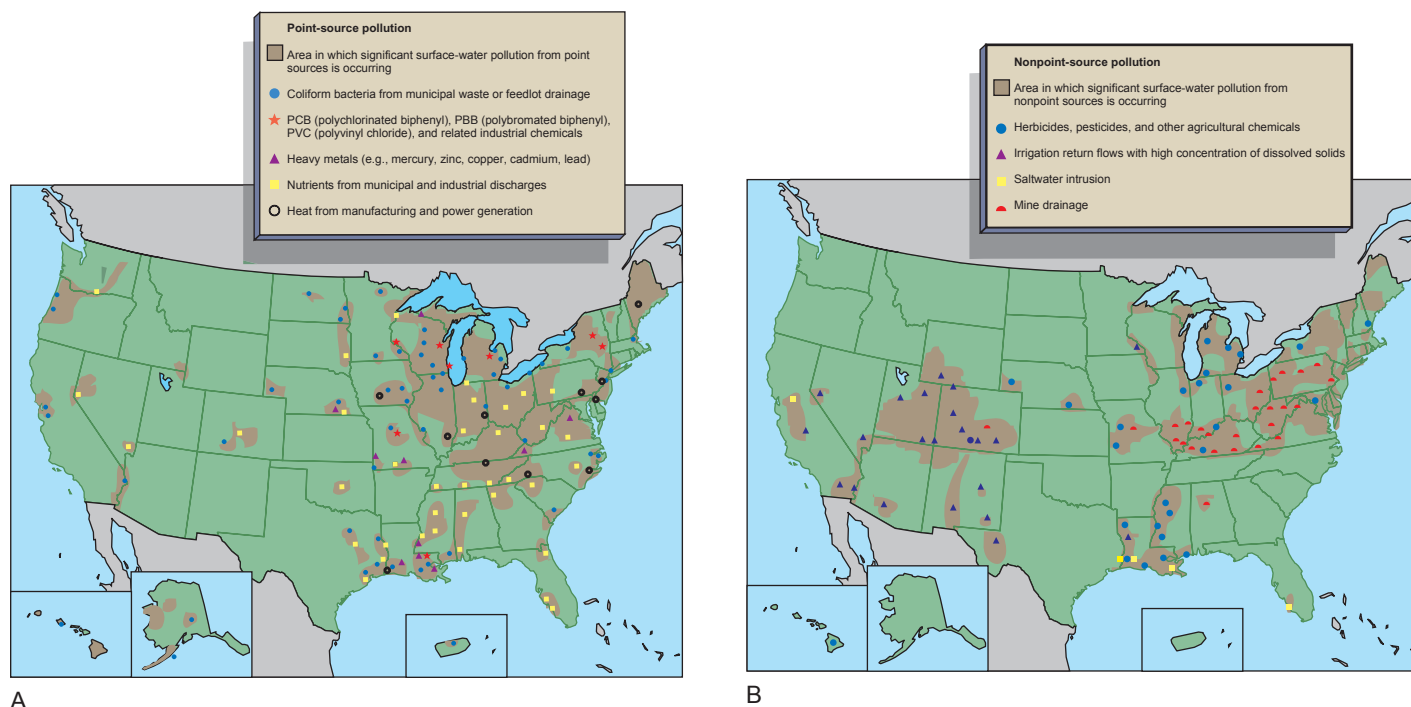 Point-source pollution
Area in which significant surface-water pollution from point
sources is occurring
Coliform bacteria from municipal waste or feedlot drainage
PCB (polychlorinated biphenyl), PBB (polybromated biphenyl),
PVC (polyvinyl chloride), and related industrial chemicals
Heavy metals (e.g., mercury, zinc, copper, cadmium, lead)
Nutrients from municipal and industrial discharges
Heat from manufacturing and power generation
A
Nonpoint-source pollution
Area in which significant surface-water pollution from
nonpoint sources is occurring
Herbicides, pesticides, and other agricultural chemicals
Irrigation return flows with high concentration of dissolved solids
Saltwater intrusion
Mine drainage
B